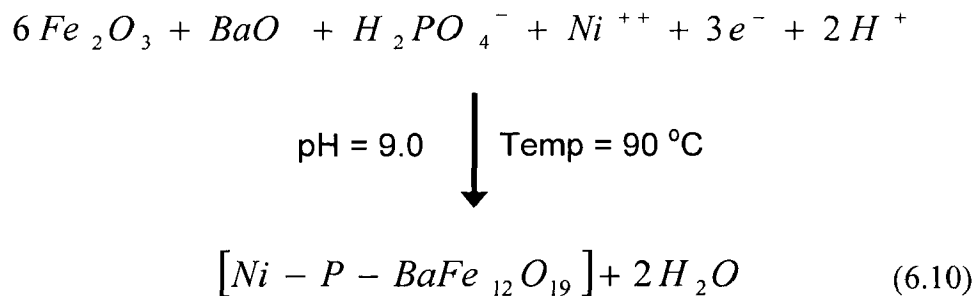 6 Fe₂O₃ + BaO + H₂PO₄⁻ + Ni⁺⁺ + 3e⁻ + 2H⁺
pH = 9.0 Temp = 90 °C
[Ni – P – BaFe₁₂O₁₉] + 2H₂O (6.10)